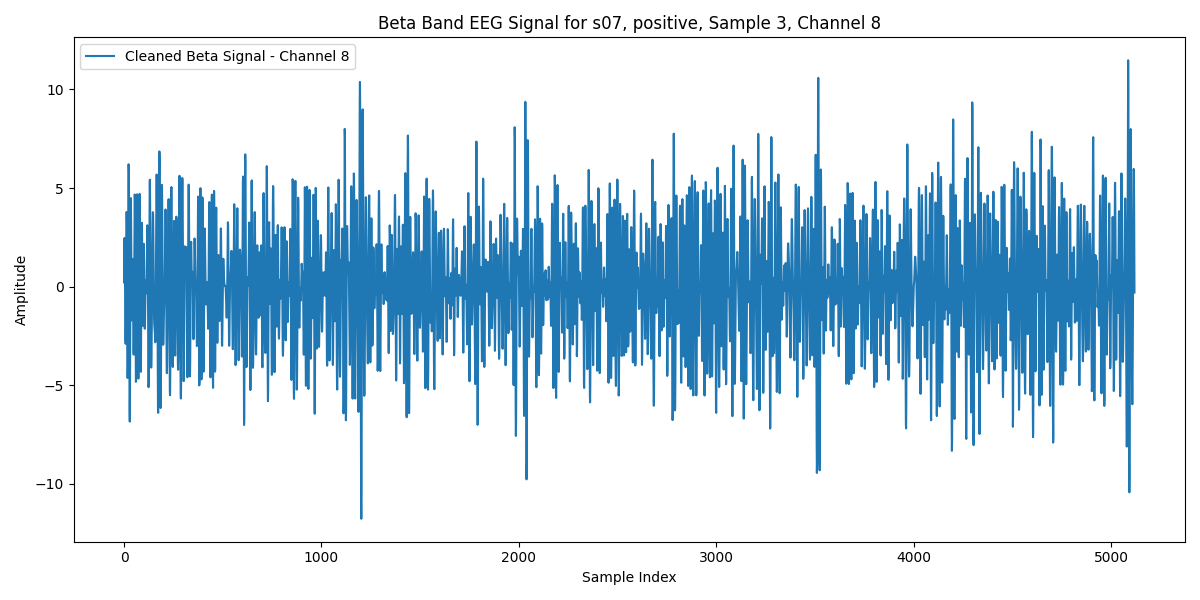 Beta Band EEG Signal for s07, positive, Sample 3, Channel 8
Cleaned Beta Signal - Channel 8
10
5
0
−5
−10
Amplitude
0 1000 2000 3000 4000 5000
Sample Index